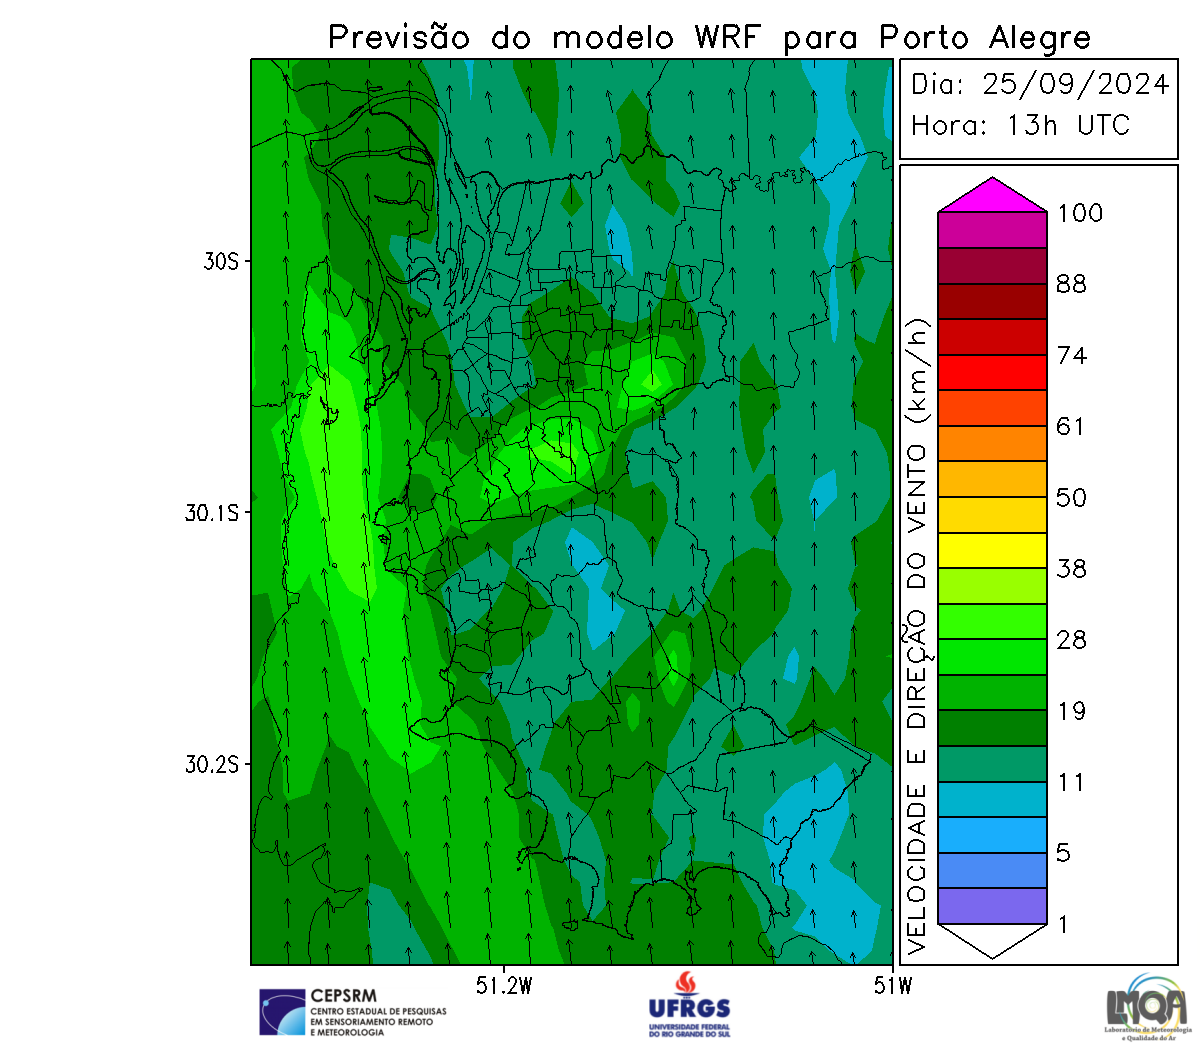 Previsão do modelo WRF para Porto Alegre
Dia: 25/09/2024
Hora: 13h UTC
30S
30.1S
30.2S
51.2W
51W
VELOCIDADE E DIREÇÃO DO VENTO (km/h)
100
88
74
61
50
38
28
19
11
5
1
CEPSRM
CENTRO ESTADUAL DE PESQUISAS
EM SENSORIAMENTO REMOTO
E METEOROLOGIA
UFRGS
UNIVERSIDADE FEDERAL
DO RIO GRANDE DO SUL
LMQA
Laboratório de Meteorologia
e Qualidade do Ar